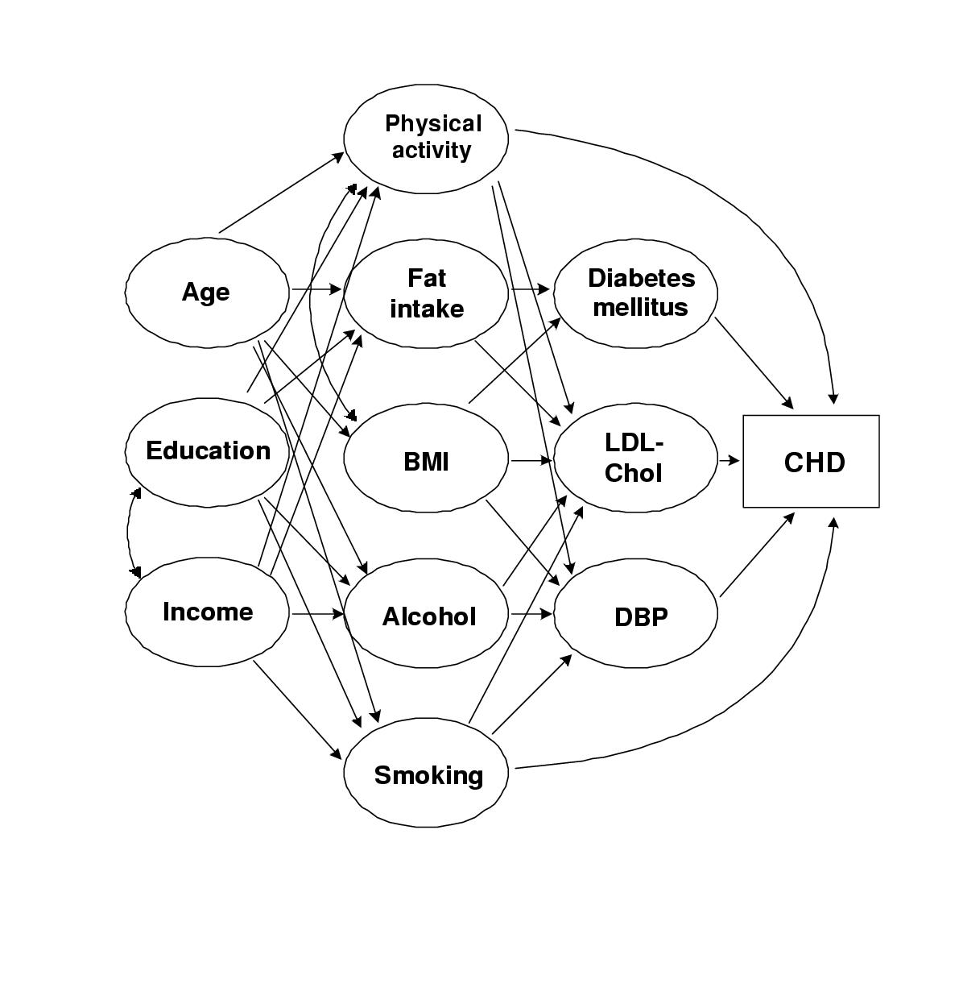 Physical
activity
Age
Fat
intake
Diabetes
mellitus
Education
BMI
LDL-
Chol
CHD
Income
Alcohol
DBP
Smoking